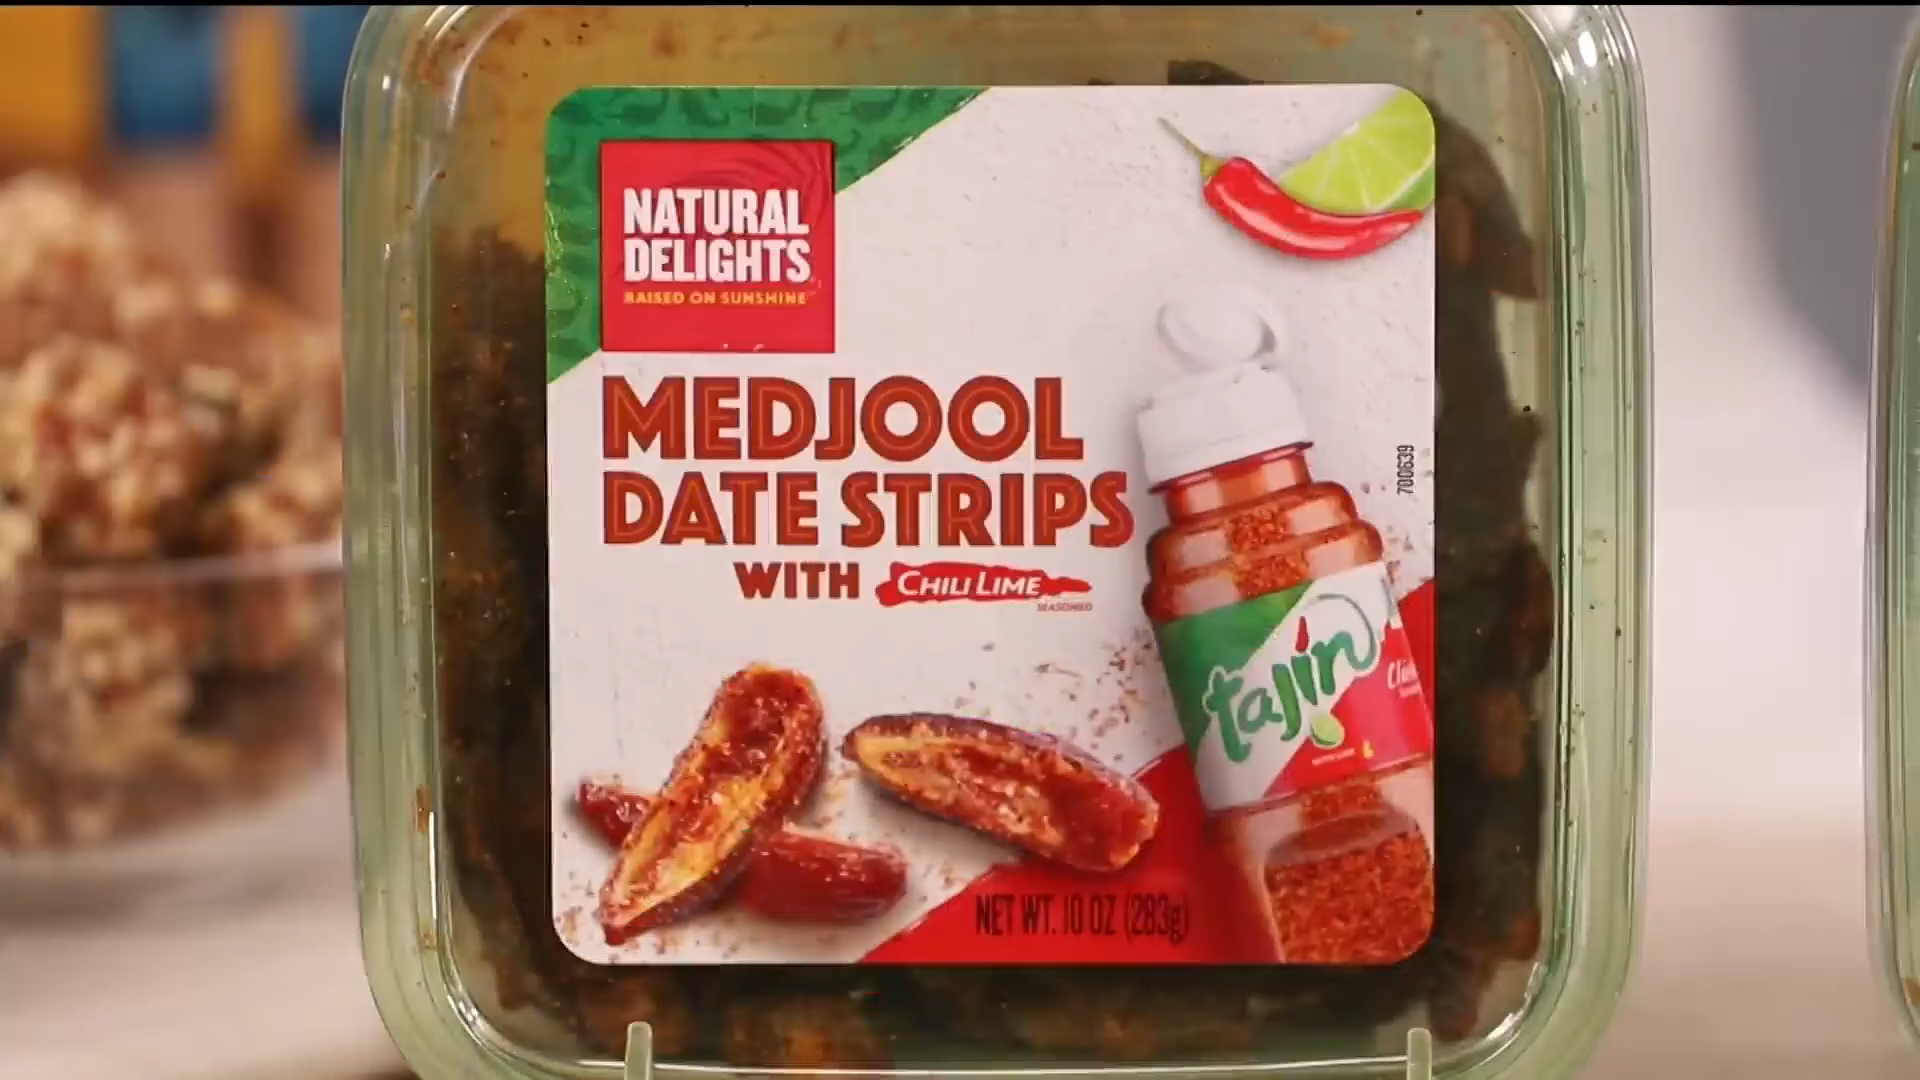 NATURAL
DELIGHTS
RAISED ON SUNSHINE
MEDJOOL
DATE STRIPS
WITH CHILI LIME
SEASONED
700639
tajín
NET WT. 10 OZ (283g)